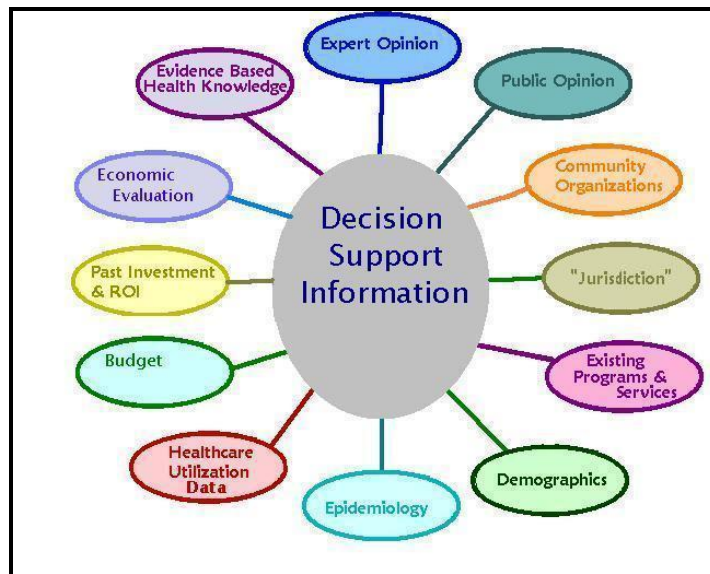 Expert Opinion
Public Opinion
Community
Organizations
"Jurisdiction"
Existing
Programs &
Services
Demographics
Epidemiology
Healthcare
Utilization
Data
Budget
Past Investment
& ROI
Economic
Evaluation
Evidence Based
Health Knowledge
Decision
Support
Information